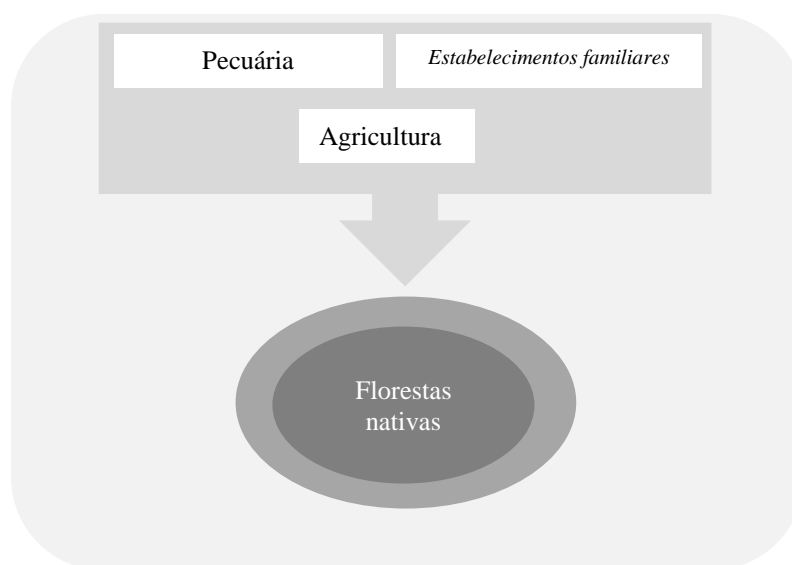 Pecuária
Estabelecimentos familiares
Agricultura
Florestas
nativas